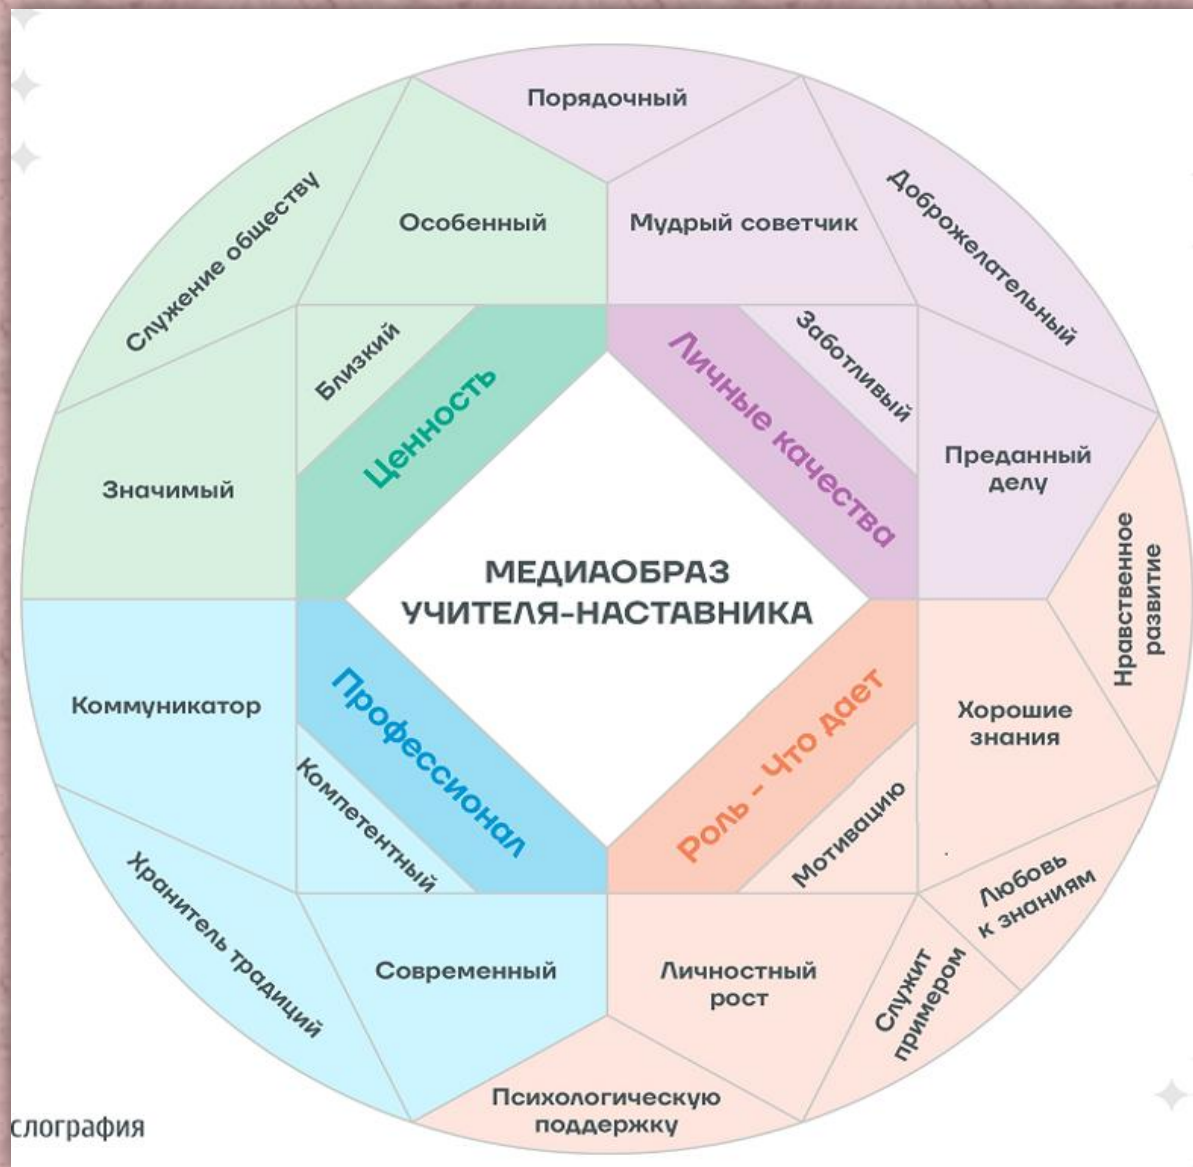 Порядочный
Служение обществу
Особенный
Мудрый советчик
Доброжелательный
Близкий
Ценность
Личные качества
Заботливый
Значимый
Преданный
делу
МЕДИАОБРАЗ
УЧИТЕЛЯ-НАСТАВНИКА
Нравственное
развитие
Коммуникатор
Профессионал
Компетентный
Роль - Что дает
Мотивацию
Хорошие
знания
Хранитель традиций
Современный
Личностный
рост
Служит
примером
Любовь
к знаниям
Психологическую
поддержку
слография